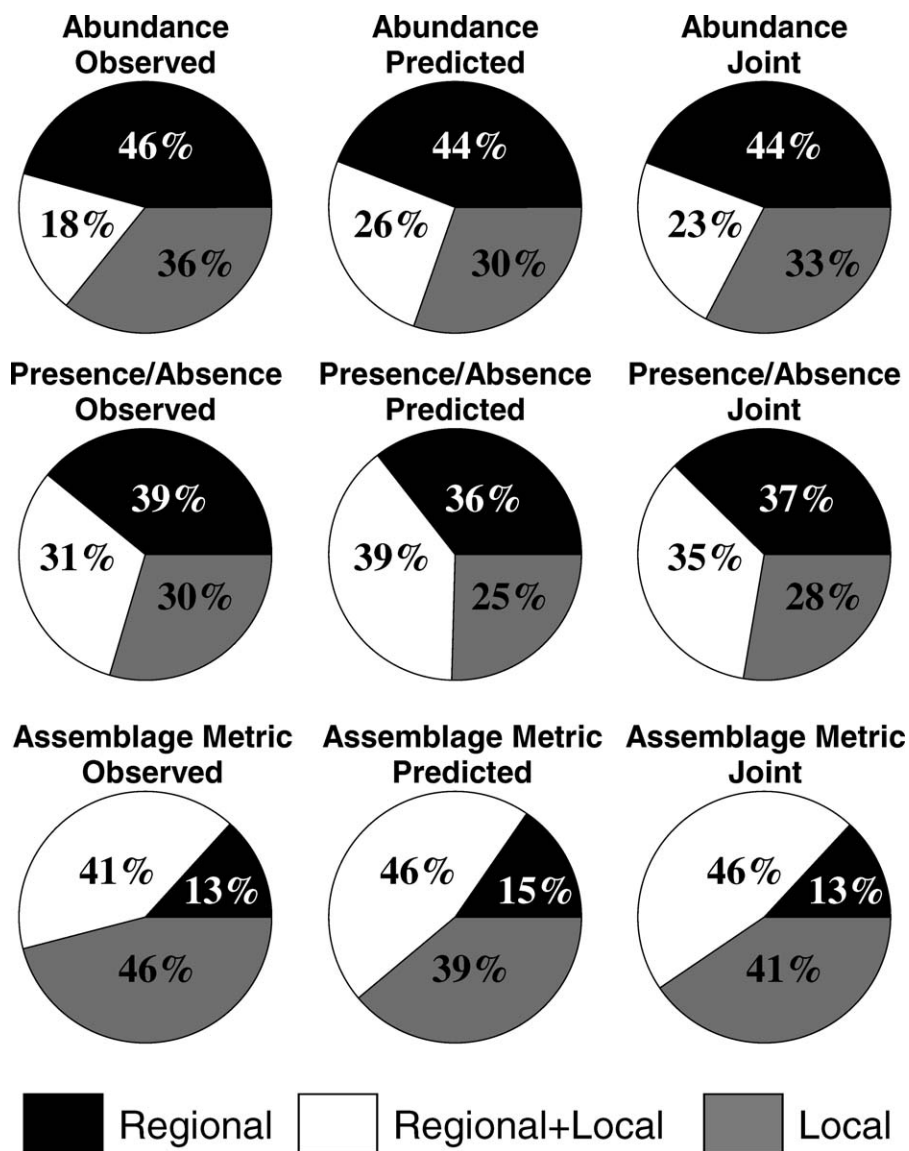 Abundance
Observed
Abundance
Predicted
Abundance
Joint
46%
18%
36%
44%
26%
30%
44%
23%
33%
Presence/Absence
Observed
Presence/Absence
Predicted
Presence/Absence
Joint
39%
31%
30%
36%
39%
25%
37%
35%
28%
Assemblage Metric
Observed
Assemblage Metric
Predicted
Assemblage Metric
Joint
41%
13%
46%
46%
15%
39%
46%
13%
41%
Regional
Regional+Local
Local